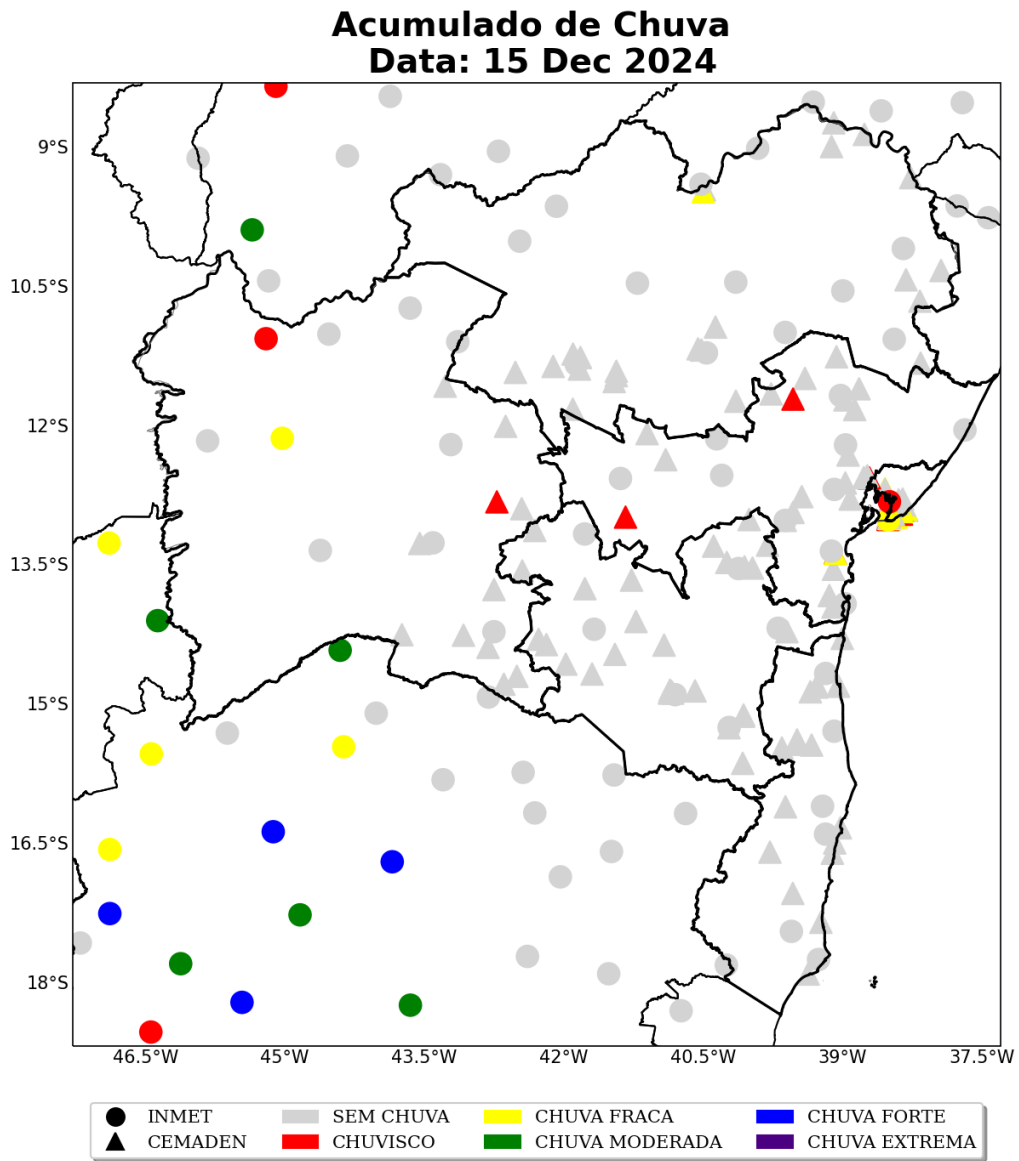 Acumulado de Chuva
Data: 15 Dec 2024
9°S
10.5°S
12°S
13.5°S
15°S
16.5°S
18°S
46.5°W 45°W 43.5°W 42°W 40.5°W 39°W 37.5°W
INMET SEM CHUVA CHUVA FRACA CHUVA FORTE
CEMADEN CHUVISCO CHUVA MODERADA CHUVA EXTREMA